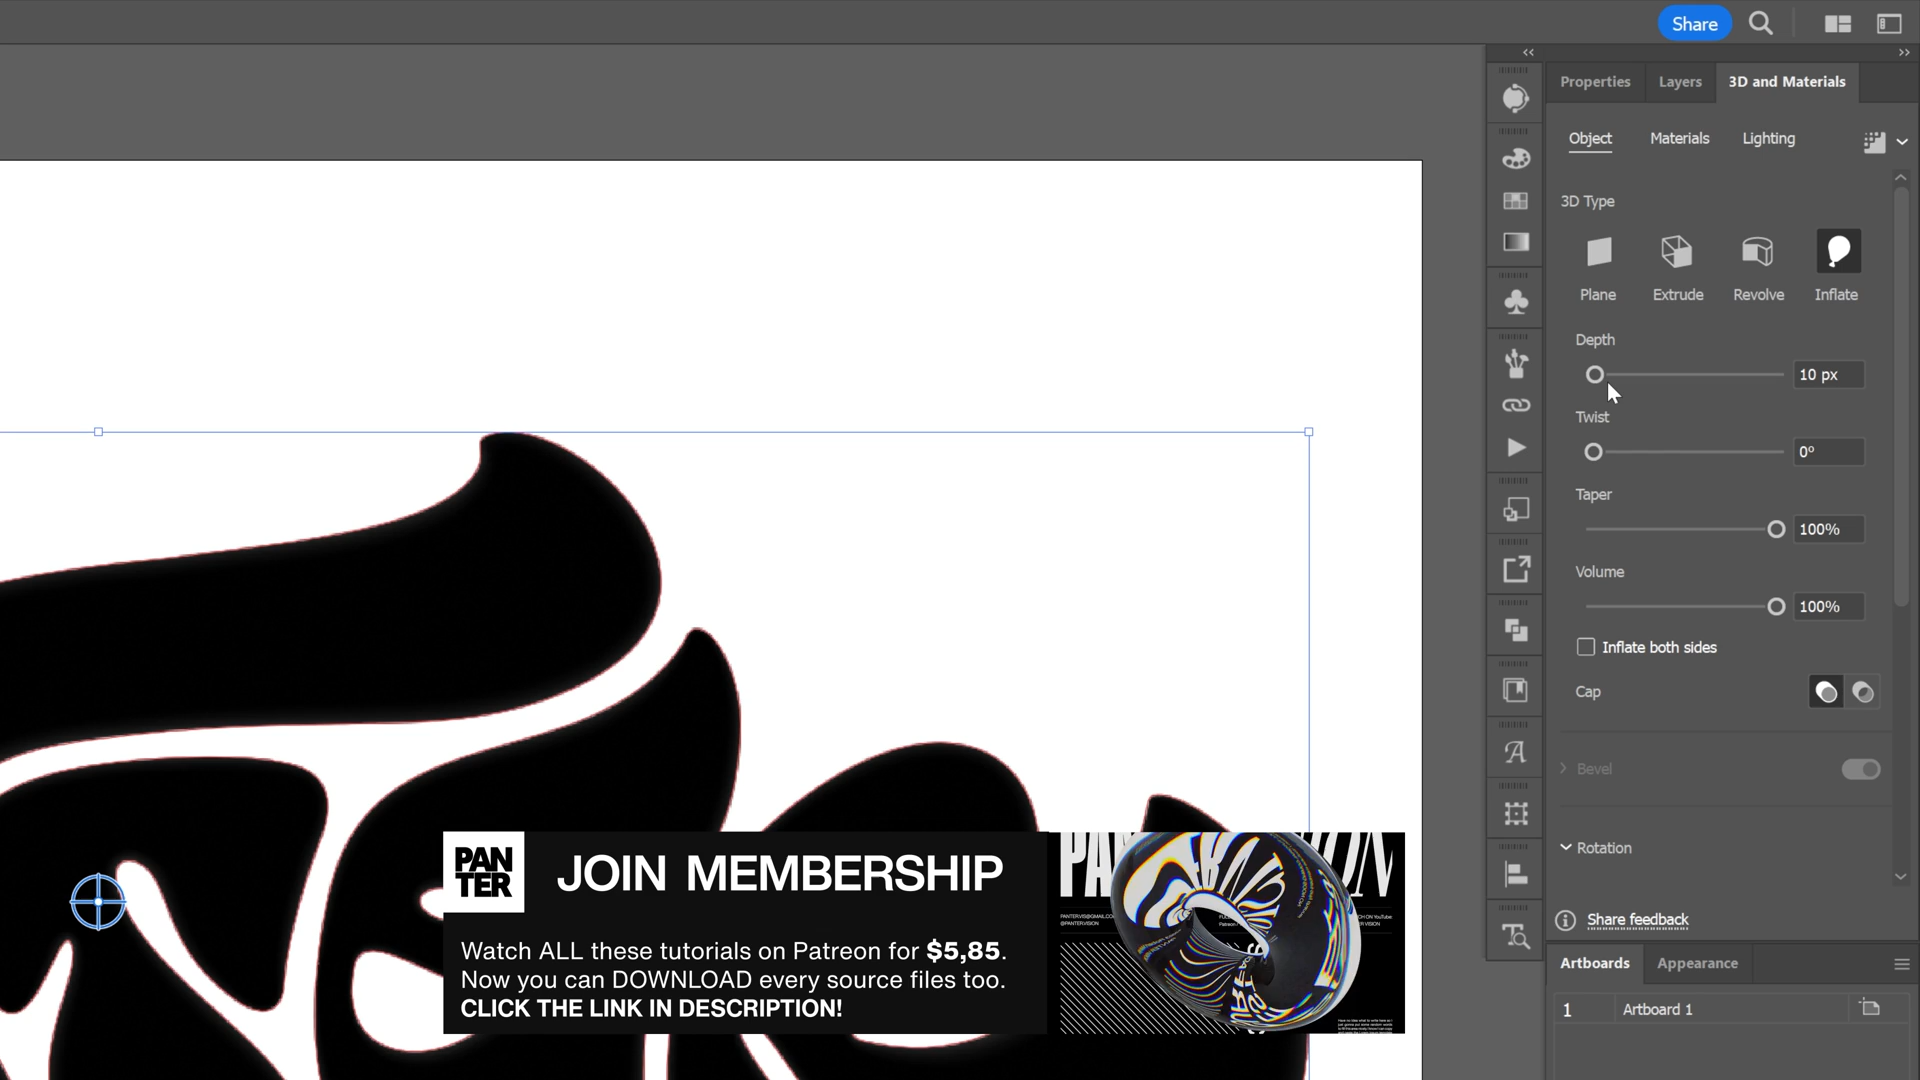 Share
Properties
Layers
3D and Materials
Object
Materials
Lighting
3D Type
Plane
Extrude
Revolve
Inflate
Depth
10 px
Twist
0°
Taper
100%
Volume
100%
Inflate both sides
Cap
Bevel
Rotation
Share feedback
Artboards
Appearance
1
Artboard 1
PAN
TER
JOIN MEMBERSHIP
Watch ALL these tutorials on Patreon for $5,85.
Now you can DOWNLOAD every source files too.
CLICK THE LINK IN DESCRIPTION!